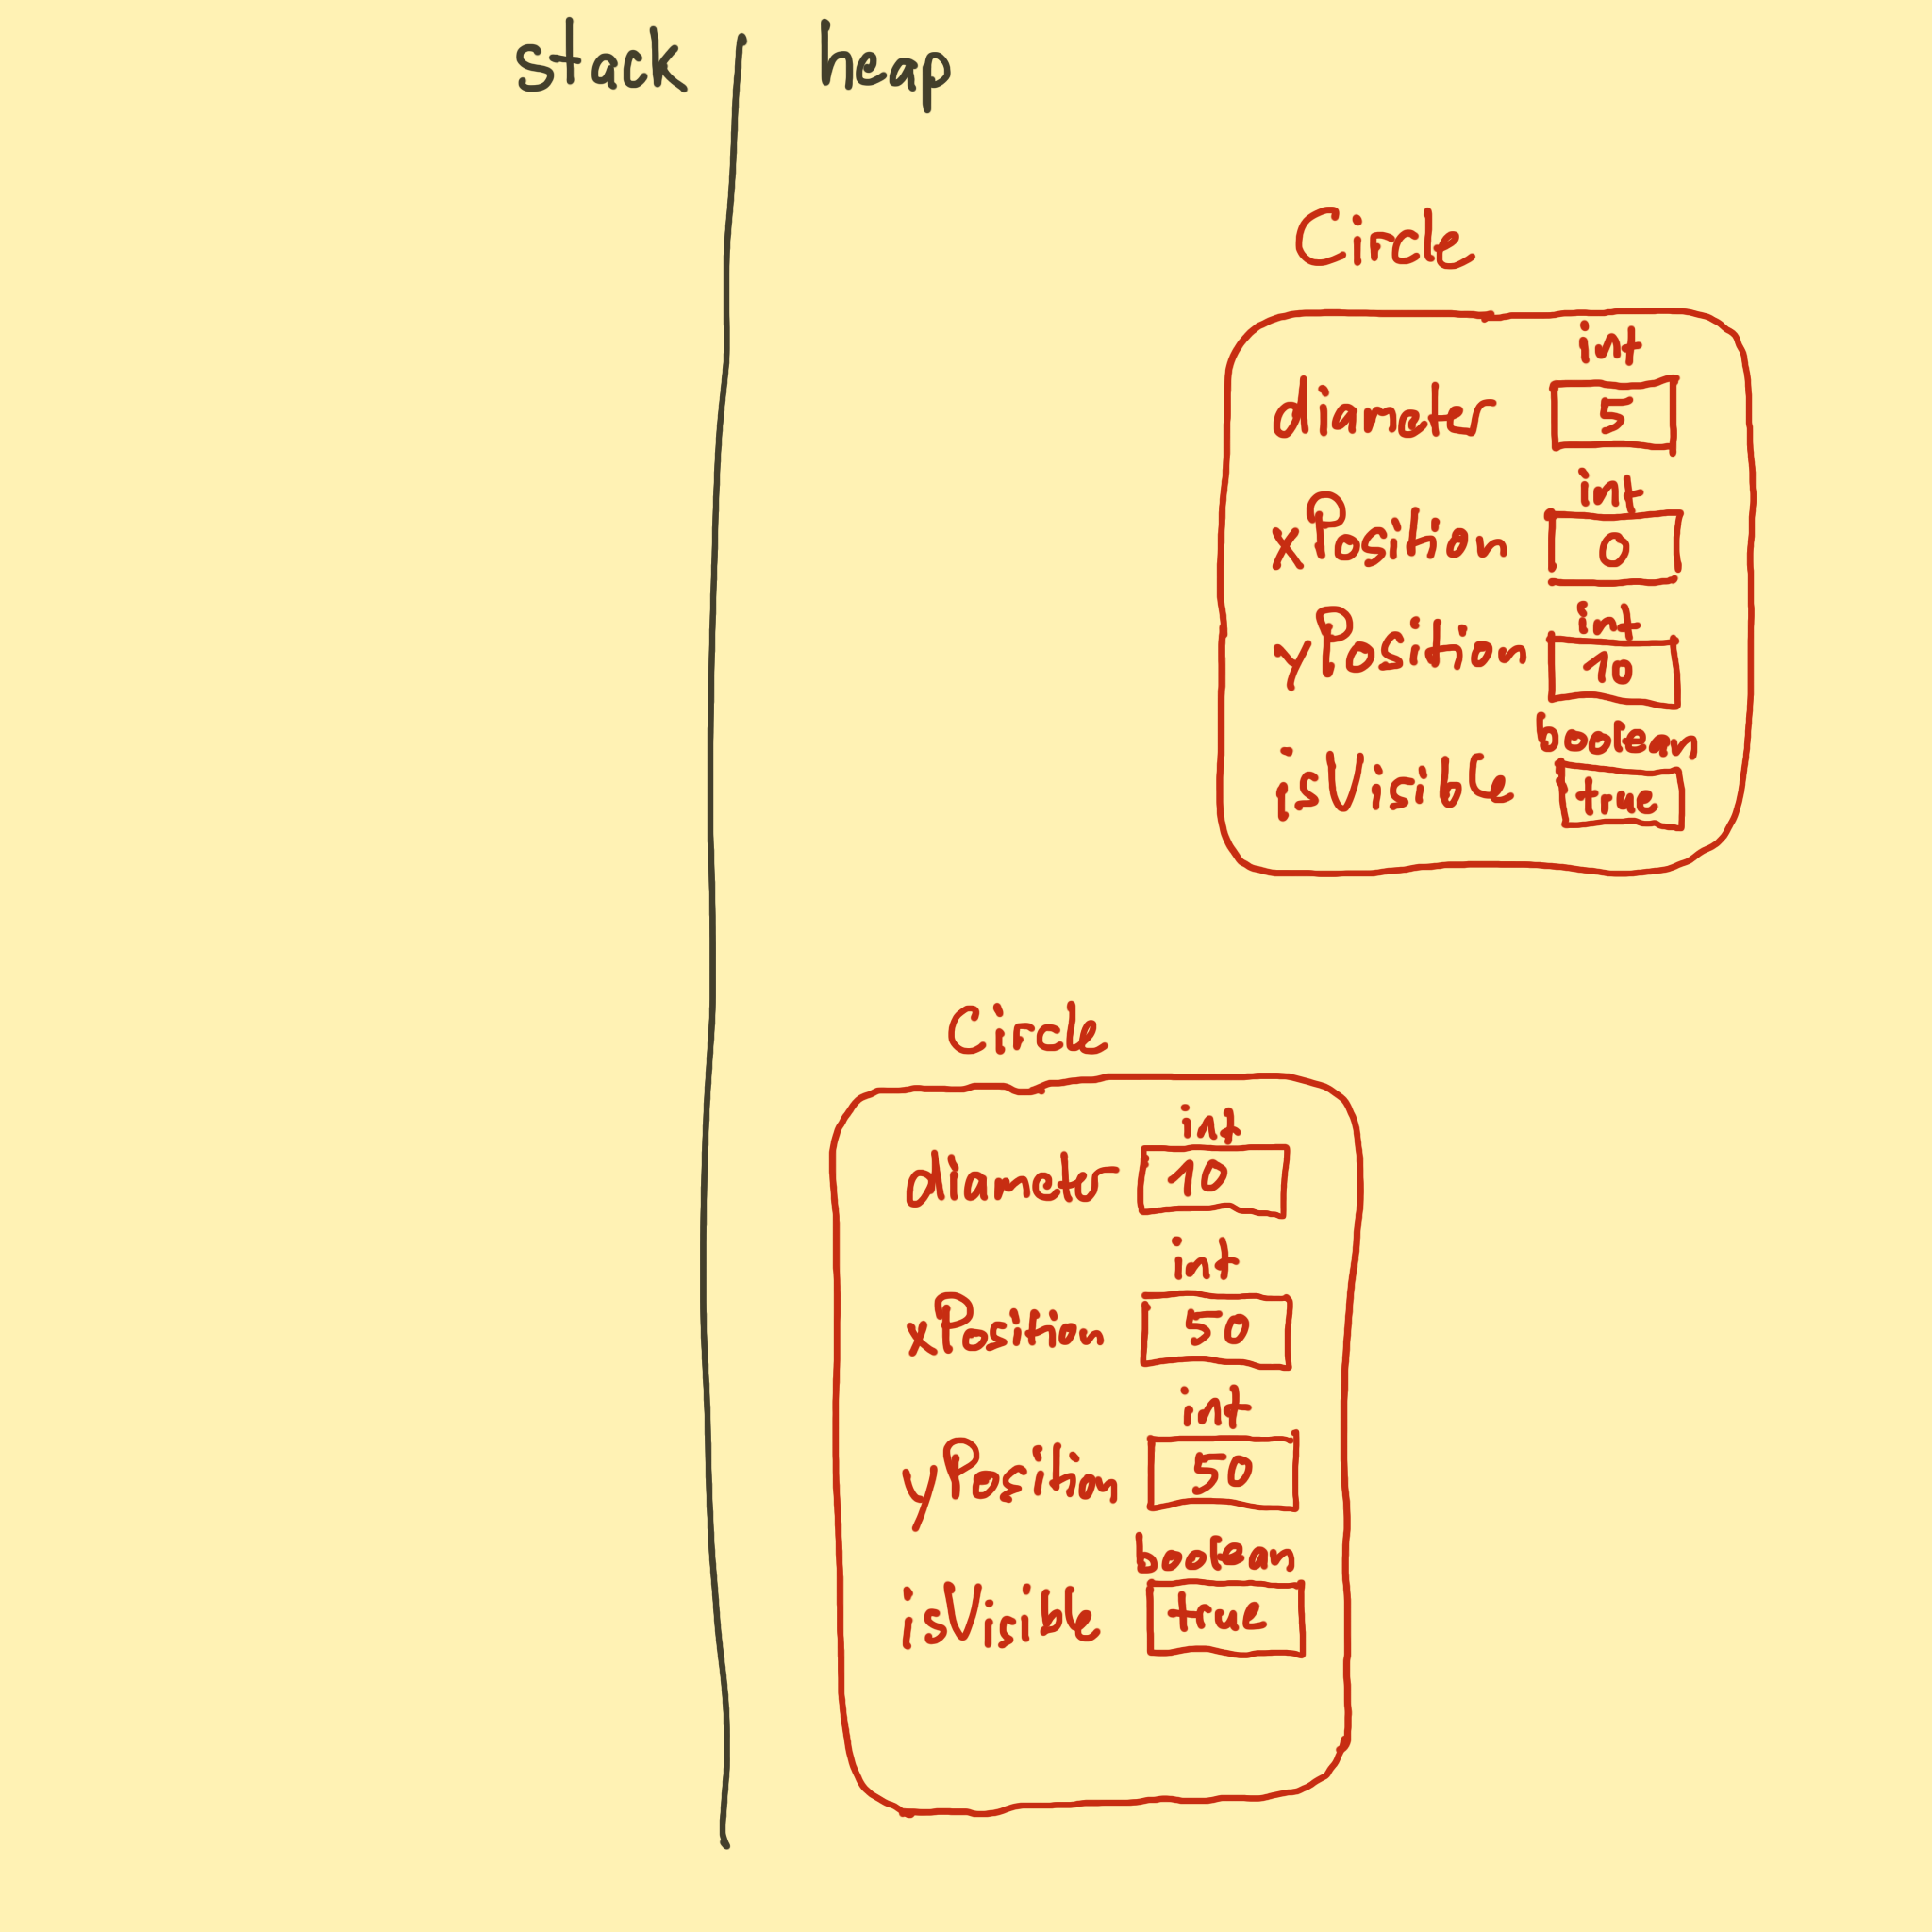 stack heap
Circle
int
diameter 5
int
xPosition 0
int
yPosition 10
boolean
isVisible true
Circle
int
diameter 10
int
xPosition 50
int
yPosition 50
boolean
isVisible true